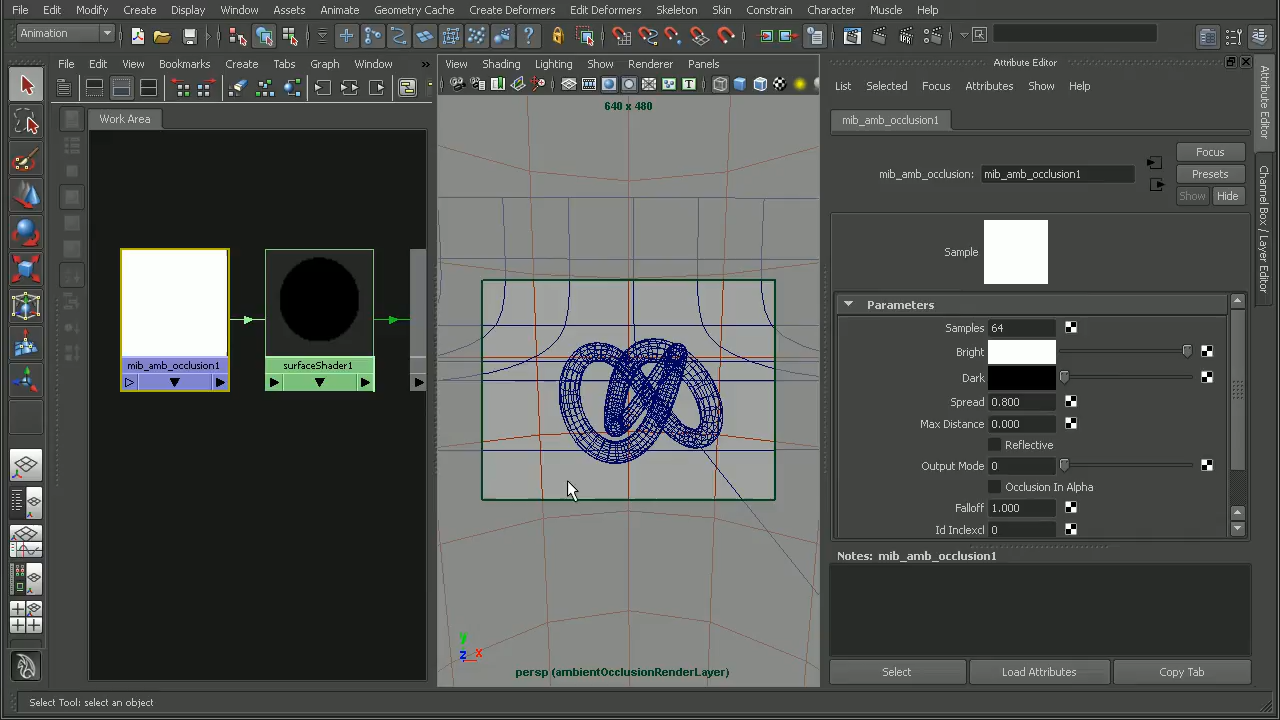 File Edit Modify Create Display Window Assets Animate Geometry Cache Create Deformers Edit Deformers Skeleton Skin Constrain Character Muscle Help
Animation
File Edit View Bookmarks Create Tabs Graph Window »
View Shading Lighting Show Renderer Panels
Attribute Editor
List Selected Focus Attributes Show Help
Work Area
640 x 480
mib_amb_occlusion1
mib_amb_occlusion: mib_amb_occlusion1
Focus
Presets
Show Hide
Sample
Parameters
Samples 64
Bright
Dark
Spread 0.800
Max Distance 0.000
Reflective
Output Mode 0
Occlusion In Alpha
Falloff 1.000
Id Inclexcl 0
mib_amb_occlusion1
surfaceShader1
y
z x
persp (ambientOcclusionRenderLayer)
Notes: mib_amb_occlusion1
Select Load Attributes Copy Tab
Attribute Editor
Channel Box / Layer Editor
Select Tool: select an object